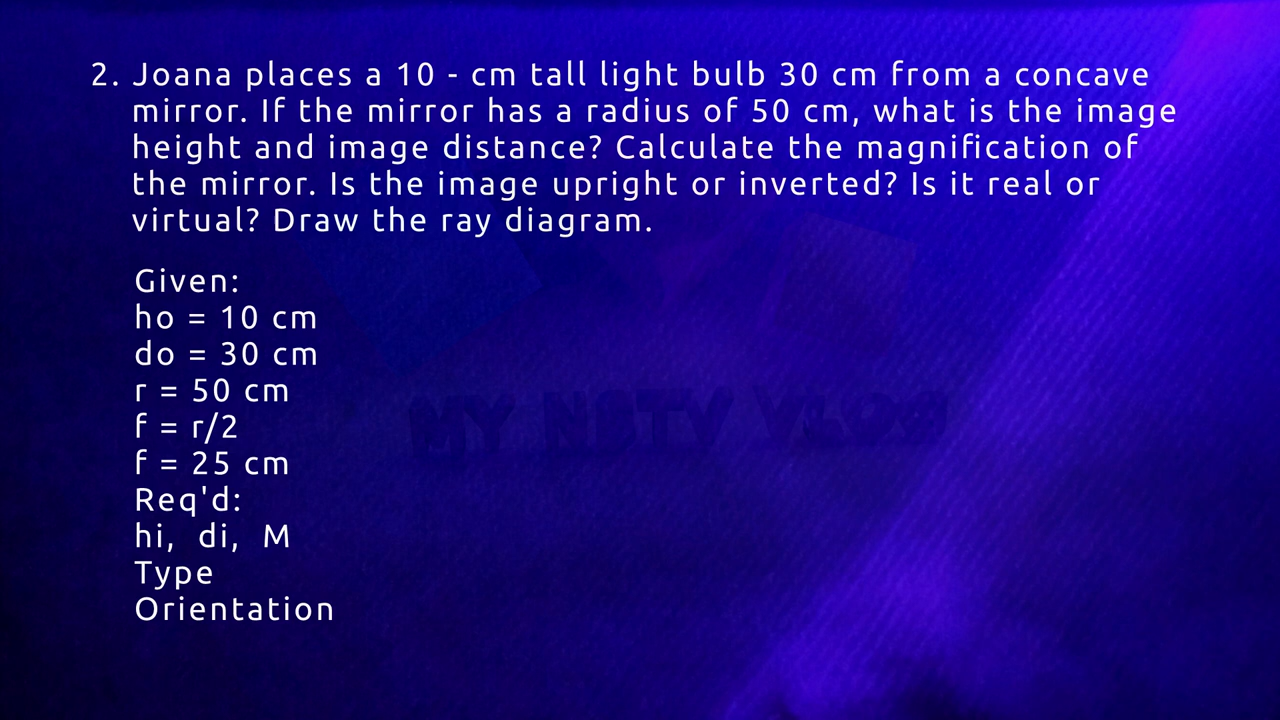 2. Joana places a 10 - cm tall light bulb 30 cm from a concave
mirror. If the mirror has a radius of 50 cm, what is the image
height and image distance? Calculate the magnification of
the mirror. Is the image upright or inverted? Is it real or
virtual? Draw the ray diagram.
Given:
ho = 10 cm
do = 30 cm
r = 50 cm
f = r/2
f = 25 cm
MY NSTV VLOG
Req'd:
hi, di, M
Type
Orientation